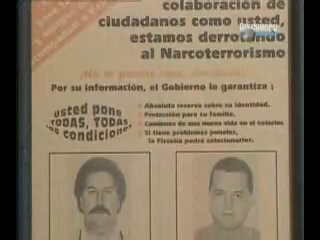 colaboración de
ciudadanos como usted,
estamos derrotando
al Narcoterrorismo
Discovery
Por su información, el Gobierno le garantiza :
usted pone
TODAS, TODAS,
las condiciones
Absoluta reserva sobre su identidad.
Protección para su familia.
Comienzo de una nueva vida en el exterior.
Si tiene problemas penales,
la Fiscalía podrá solucionarlos.